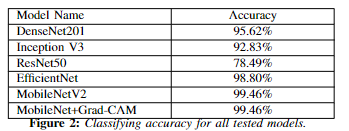 Model Name Accuracy
DenseNet201 95.62%
Inception V3 92.83%
ResNet50 78.49%
EfficientNet 98.80%
MobileNetV2 99.46%
MobileNet+Grad-CAM 99.46%
Figure 2: Classifying accuracy for all tested models.